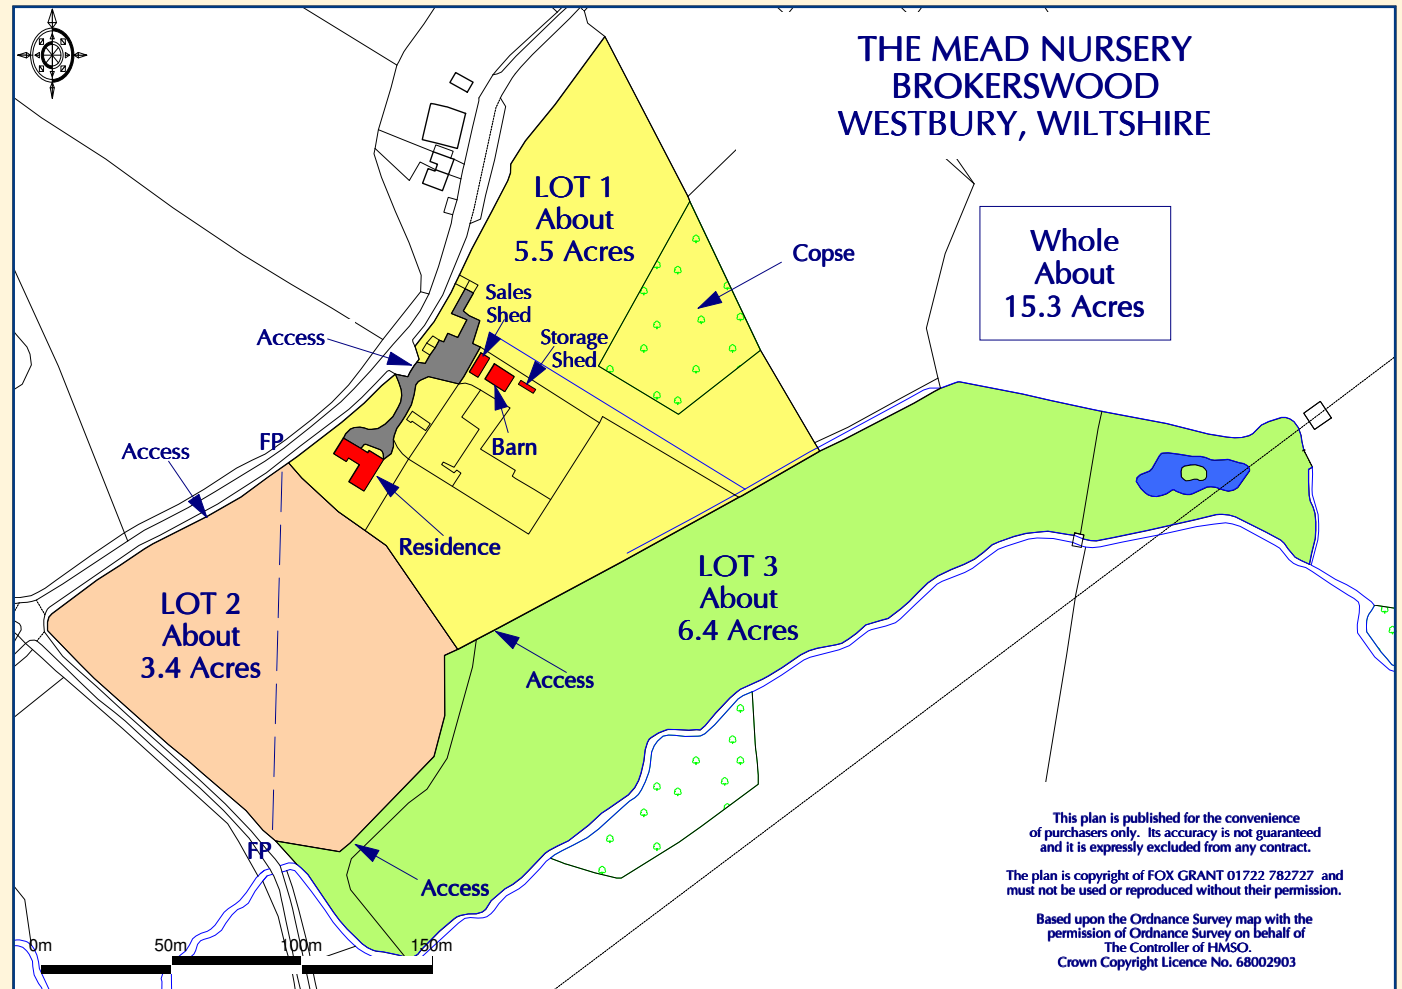 THE MEAD NURSERY
BROKERSWOOD
WESTBURY, WILTSHIRE
LOT 1
About
5.5 Acres
Whole
About
15.3 Acres
Copse
Sales
Shed
Storage
Shed
Access
Barn
FP
Access
Residence
LOT 3
About
6.4 Acres
LOT 2
About
3.4 Acres
Access
FP
Access
This plan is published for the convenience
of purchasers only. Its accuracy is not guaranteed
and it is expressly excluded from any contract.
The plan is copyright of FOX GRANT 01722 782727 and
must not be used or reproduced without their permission.
Based upon the Ordnance Survey map with the
permission of Ordnance Survey on behalf of
The Controller of HMSO.
Crown Copyright Licence No. 68002903
0m 50m 100m 150m